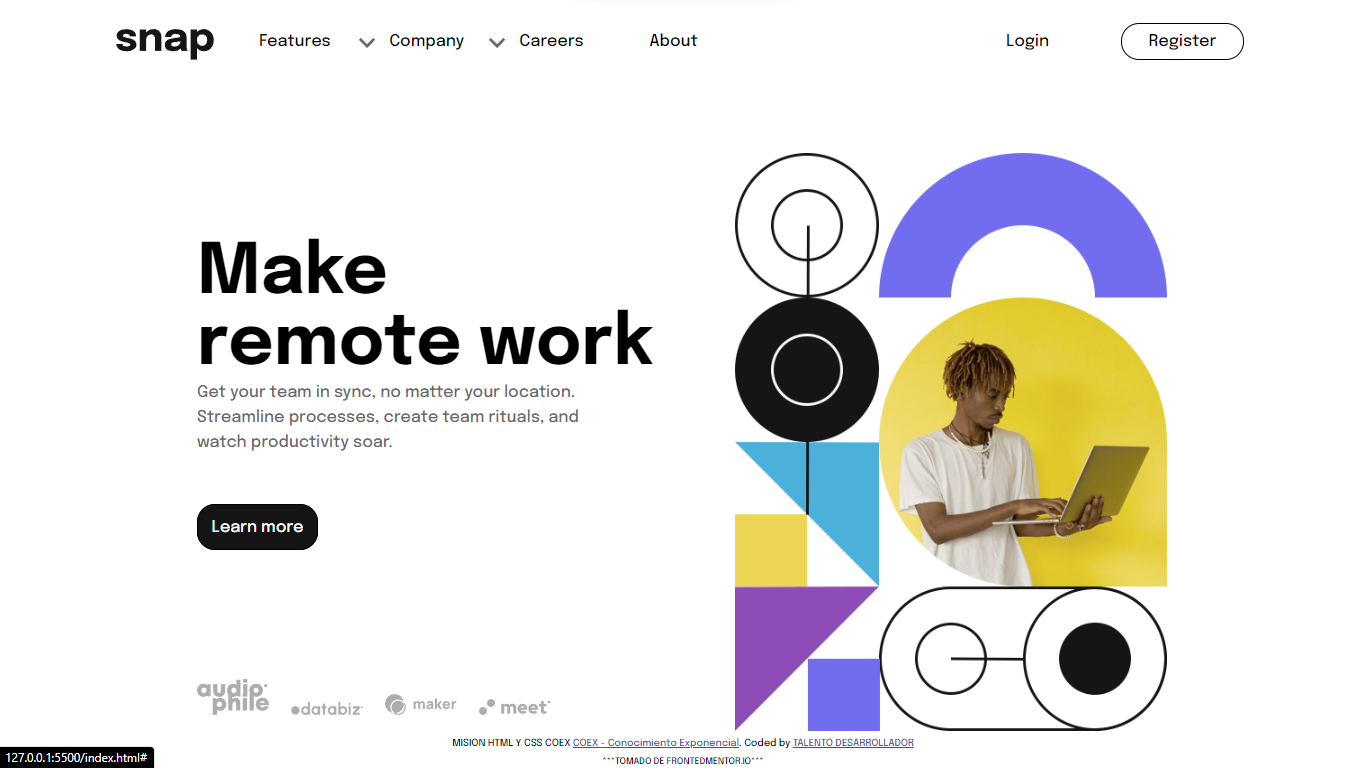 snap Features Company Careers About Login Register
Make
remote work
Get your team in sync, no matter your location.
Streamline processes, create team rituals, and
watch productivity soar.
Learn more
audiophile databiz maker meet
MISION HTML Y CSS COEX COEX - Conocimiento Exponencial. Coded by TALENTO DESARROLLADOR
***TOMADO DE FRONTEDMENTOR.IO***
127.0.0.1:5500/index.html#